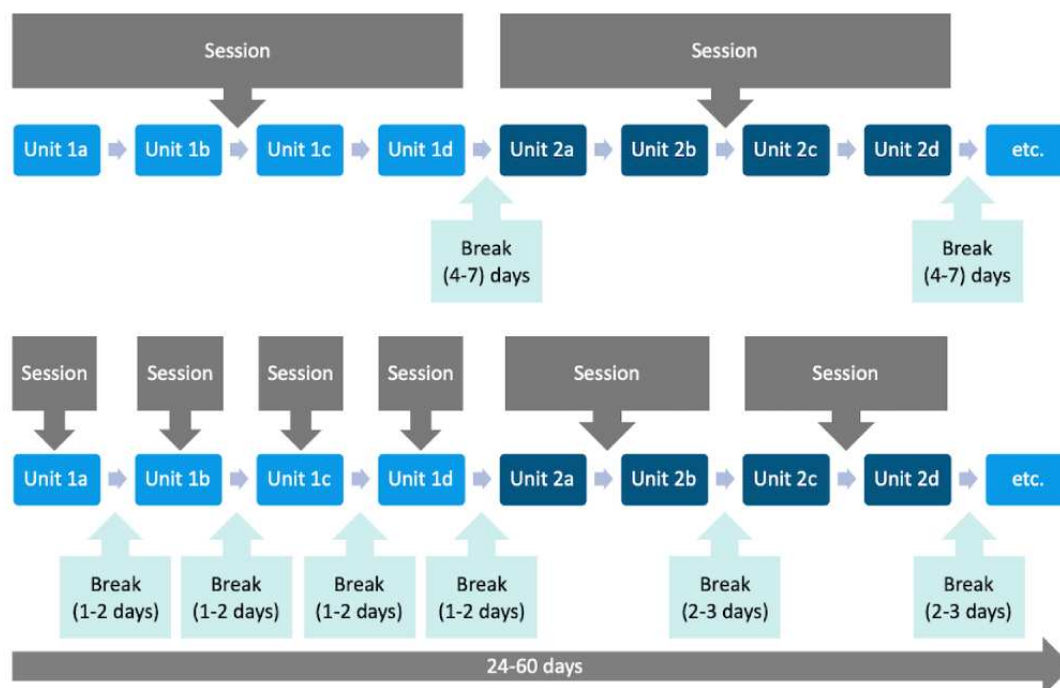 Session
Session
Unit 1a
Unit 1b
Unit 1c
Unit 1d
Unit 2a
Unit 2b
Unit 2c
Unit 2d
etc.
Break
(4-7) days
Break
(4-7) days
Session
Session
Session
Session
Session
Session
Unit 1a
Unit 1b
Unit 1c
Unit 1d
Unit 2a
Unit 2b
Unit 2c
Unit 2d
etc.
Break
(1-2 days)
Break
(1-2 days)
Break
(1-2 days)
Break
(1-2 days)
Break
(2-3 days)
Break
(2-3 days)
24-60 days